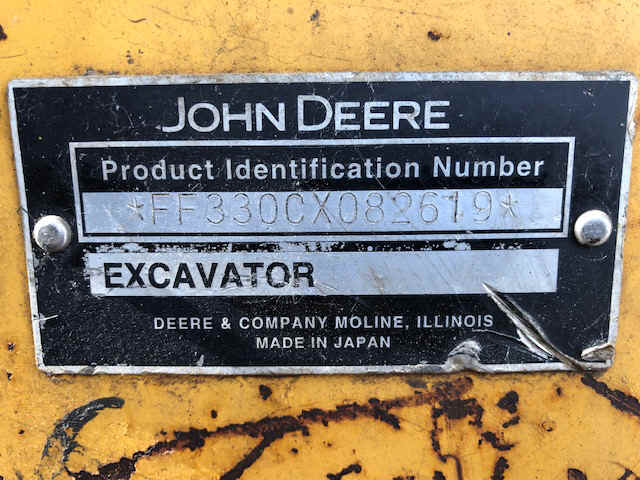 JOHN DEERE
Product Identification Number
*FF330CX082619*
EXCAVATOR
DEERE & COMPANY MOLINE, ILLINOIS
MADE IN JAPAN